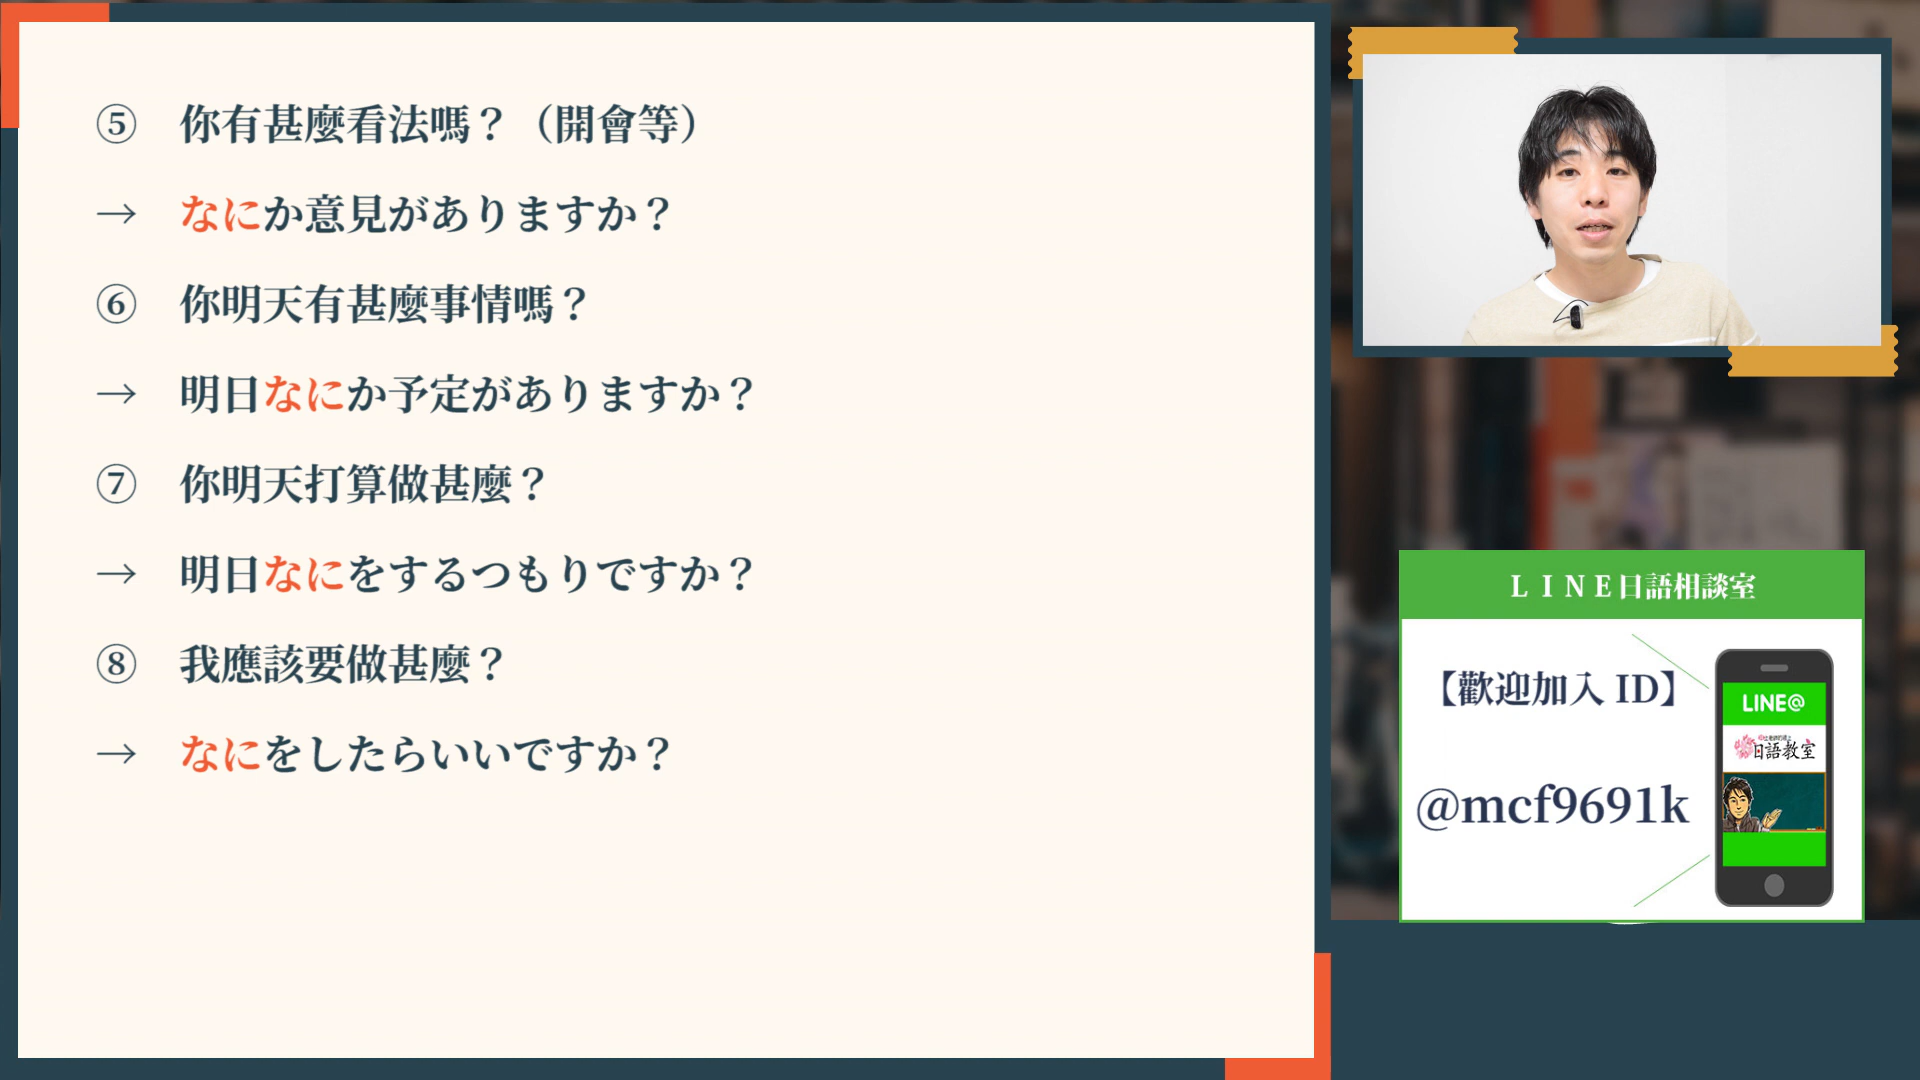 ⑤　你有甚麼看法嗎？（開會等）
→　なにか意見がありますか？
⑥　你明天有甚麼事情嗎？
→　明日なにか予定がありますか？
⑦　你明天打算做甚麼？
→　明日なにをするつもりですか？
⑧　我應該要做甚麼？
→　なにをしたらいいですか？
ＬＩＮＥ日語相談室
【歡迎加入 ID】
@mcf9691k
LINE@
日語教室